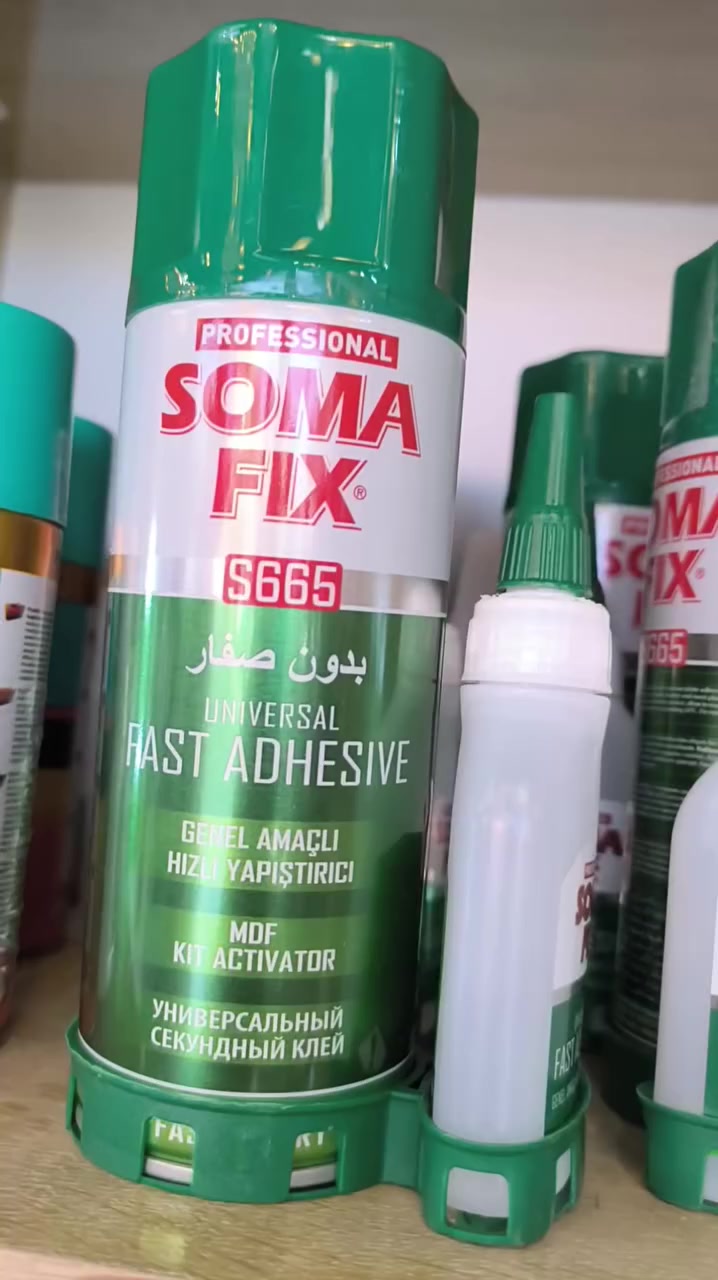 PROFESSIONAL
SOMA
FIX®
S665
بدون صفار
UNIVERSAL
FAST ADHESIVE
GENEL AMAÇLI
HIZLI YAPIŞTIRICI
MDF
KIT ACTIVATOR
УНИВЕРСАЛЬНЫЙ
СЕКУНДНЫЙ КЛЕЙ
FAST